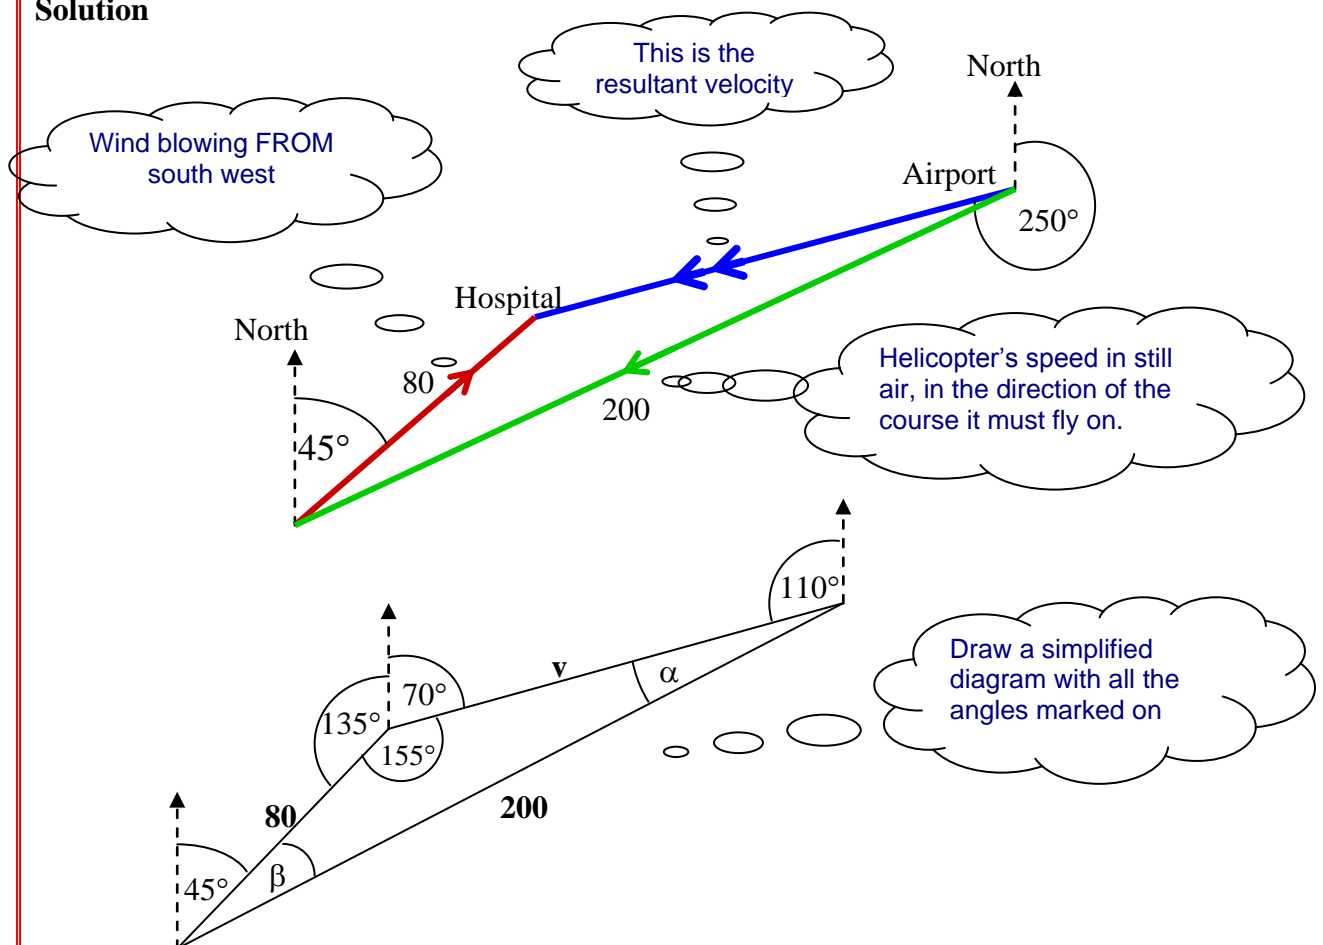 Solution
This is the
resultant velocity
North
Wind blowing FROM
south west
Airport
250°
Hospital
North
80
Helicopter's speed in still
air, in the direction of the
course it must fly on.
200
45°
110°
Draw a simplified
diagram with all the
angles marked on
v
α
70°
135°
155°
80
200
45°
β